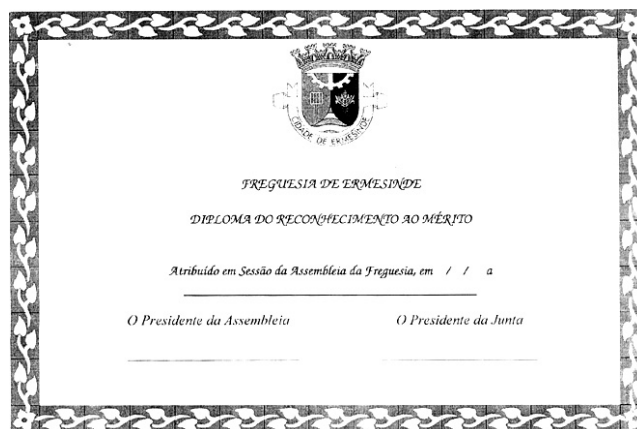 CIDADE DE ERMESINDE
FREGUESIA DE ERMESINDE
DIPLOMA DO RECONHECIMENTO AO MÉRITO
Atribuído em Sessão da Assembleia da Freguesia, em / / a
O Presidente da Assembleia O Presidente da Junta